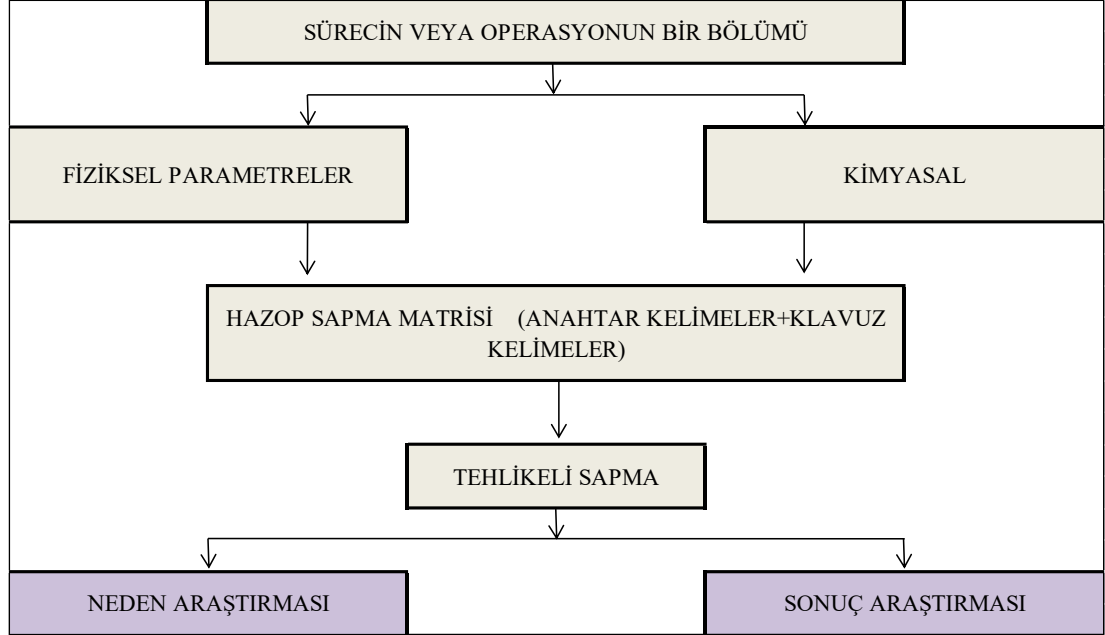 SÜRECİN VEYA OPERASYONUN BİR BÖLÜMÜ
FİZİKSEL PARAMETRELER
KİMYASAL
HAZOP SAPMA MATRİSİ (ANAHTAR KELİMELER+KLAVUZ
KELİMELER)
TEHLİKELİ SAPMA
NEDEN ARAŞTIRMASI
SONUÇ ARAŞTIRMASI